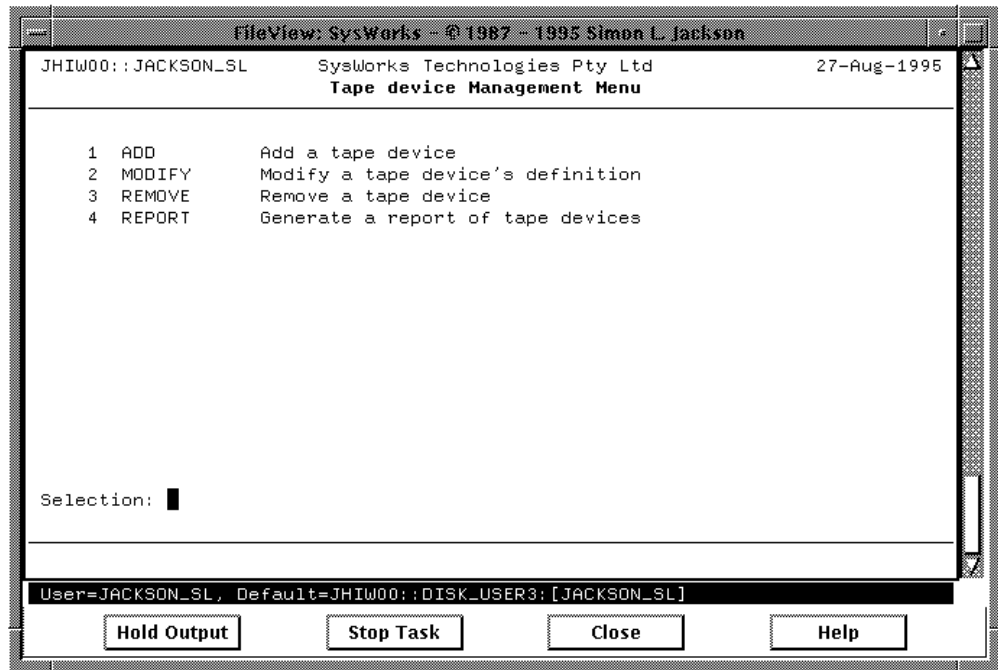 FileView: SysWorks - © 1987 - 1995 Simon L. Jackson
JHIW00::JACKSON_SL SysWorks Technologies Pty Ltd 27-Aug-1995
Tape device Management Menu
1 ADD Add a tape device
2 MODIFY Modify a tape device's definition
3 REMOVE Remove a tape device
4 REPORT Generate a report of tape devices
Selection:
User=JACKSON_SL, Default=JHIW00::DISK_USER3:[JACKSON_SL]
Hold Output Stop Task Close Help